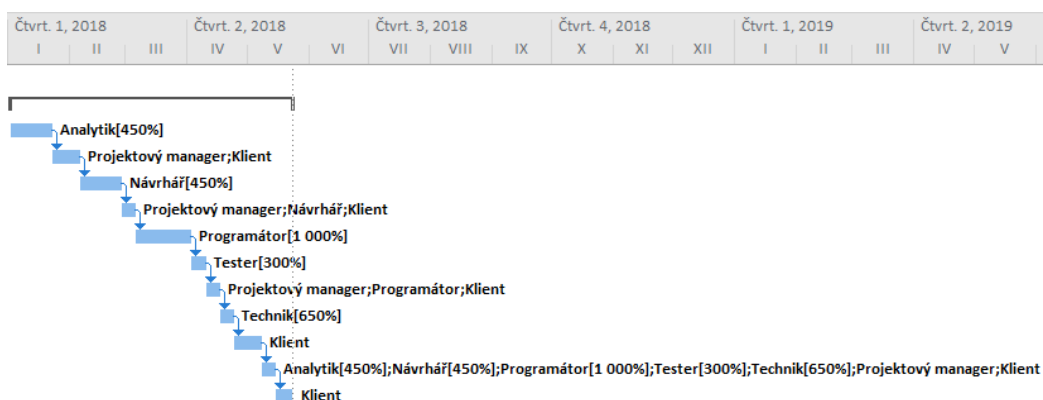 Čtvrt. 1, 2018 Čtvrt. 2, 2018 Čtvrt. 3, 2018 Čtvrt. 4, 2018 Čtvrt. 1, 2019 Čtvrt. 2, 2019
I II III IV V VI VII VIII IX X XI XII I II III IV V
Analytik[450%]
Projektový manager;Klient
Návrhář[450%]
Projektový manager;Návrhář;Klient
Programátor[1 000%]
Tester[300%]
Projektový manager;Programátor;Klient
Technik[650%]
Klient
Analytik[450%];Návrhář[450%];Programátor[1 000%];Tester[300%];Technik[650%];Projektový manager;Klient
Klient